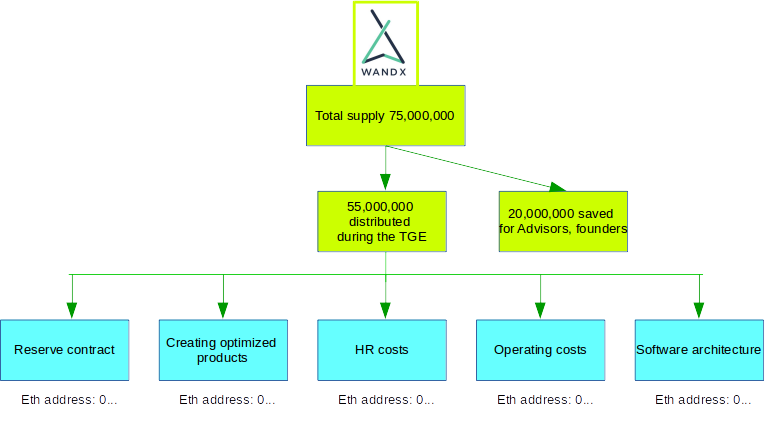 WANDX
Total supply 75,000,000
55,000,000
distributed
during the TGE
20,000,000 saved
for Advisors, founders
Reserve contract
Creating optimized
products
HR costs
Operating costs
Software architecture
Eth address: 0...
Eth address: 0...
Eth address: 0...
Eth address: 0...
Eth address: 0...